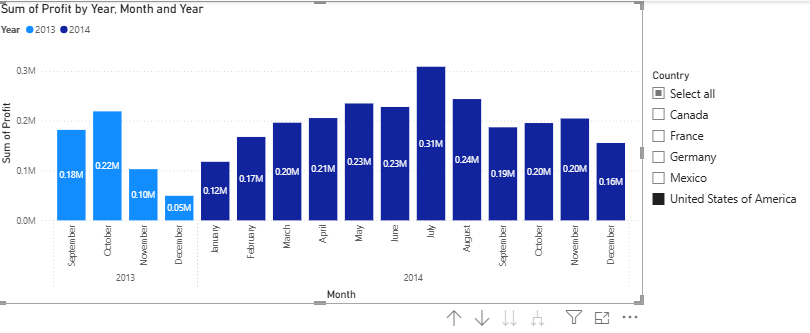 Sum of Profit by Year, Month and Year
Year 2013 2014
Sum of Profit
0.3M
0.2M
0.1M
0.0M
0.18M
0.22M
0.10M
0.05M
0.12M
0.17M
0.20M
0.21M
0.23M
0.23M
0.31M
0.24M
0.19M
0.20M
0.20M
0.16M
September
October
November
December
January
February
March
April
May
June
July
August
September
October
November
December
2013
2014
Month
Country
Select all
Canada
France
Germany
Mexico
United States of America